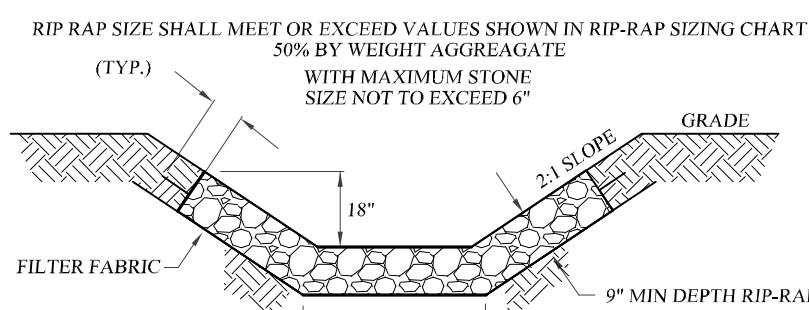 RIP RAP SIZE SHALL MEET OR EXCEED VALUES SHOWN IN RIP-RAP SIZING CHART
50% BY WEIGHT AGGREAGATE
(TYP.)
WITH MAXIMUM STONE
SIZE NOT TO EXCEED 6"
GRADE
2:1 SLOPE
18"
FILTER FABRIC
9" MIN DEPTH RIP-RAP